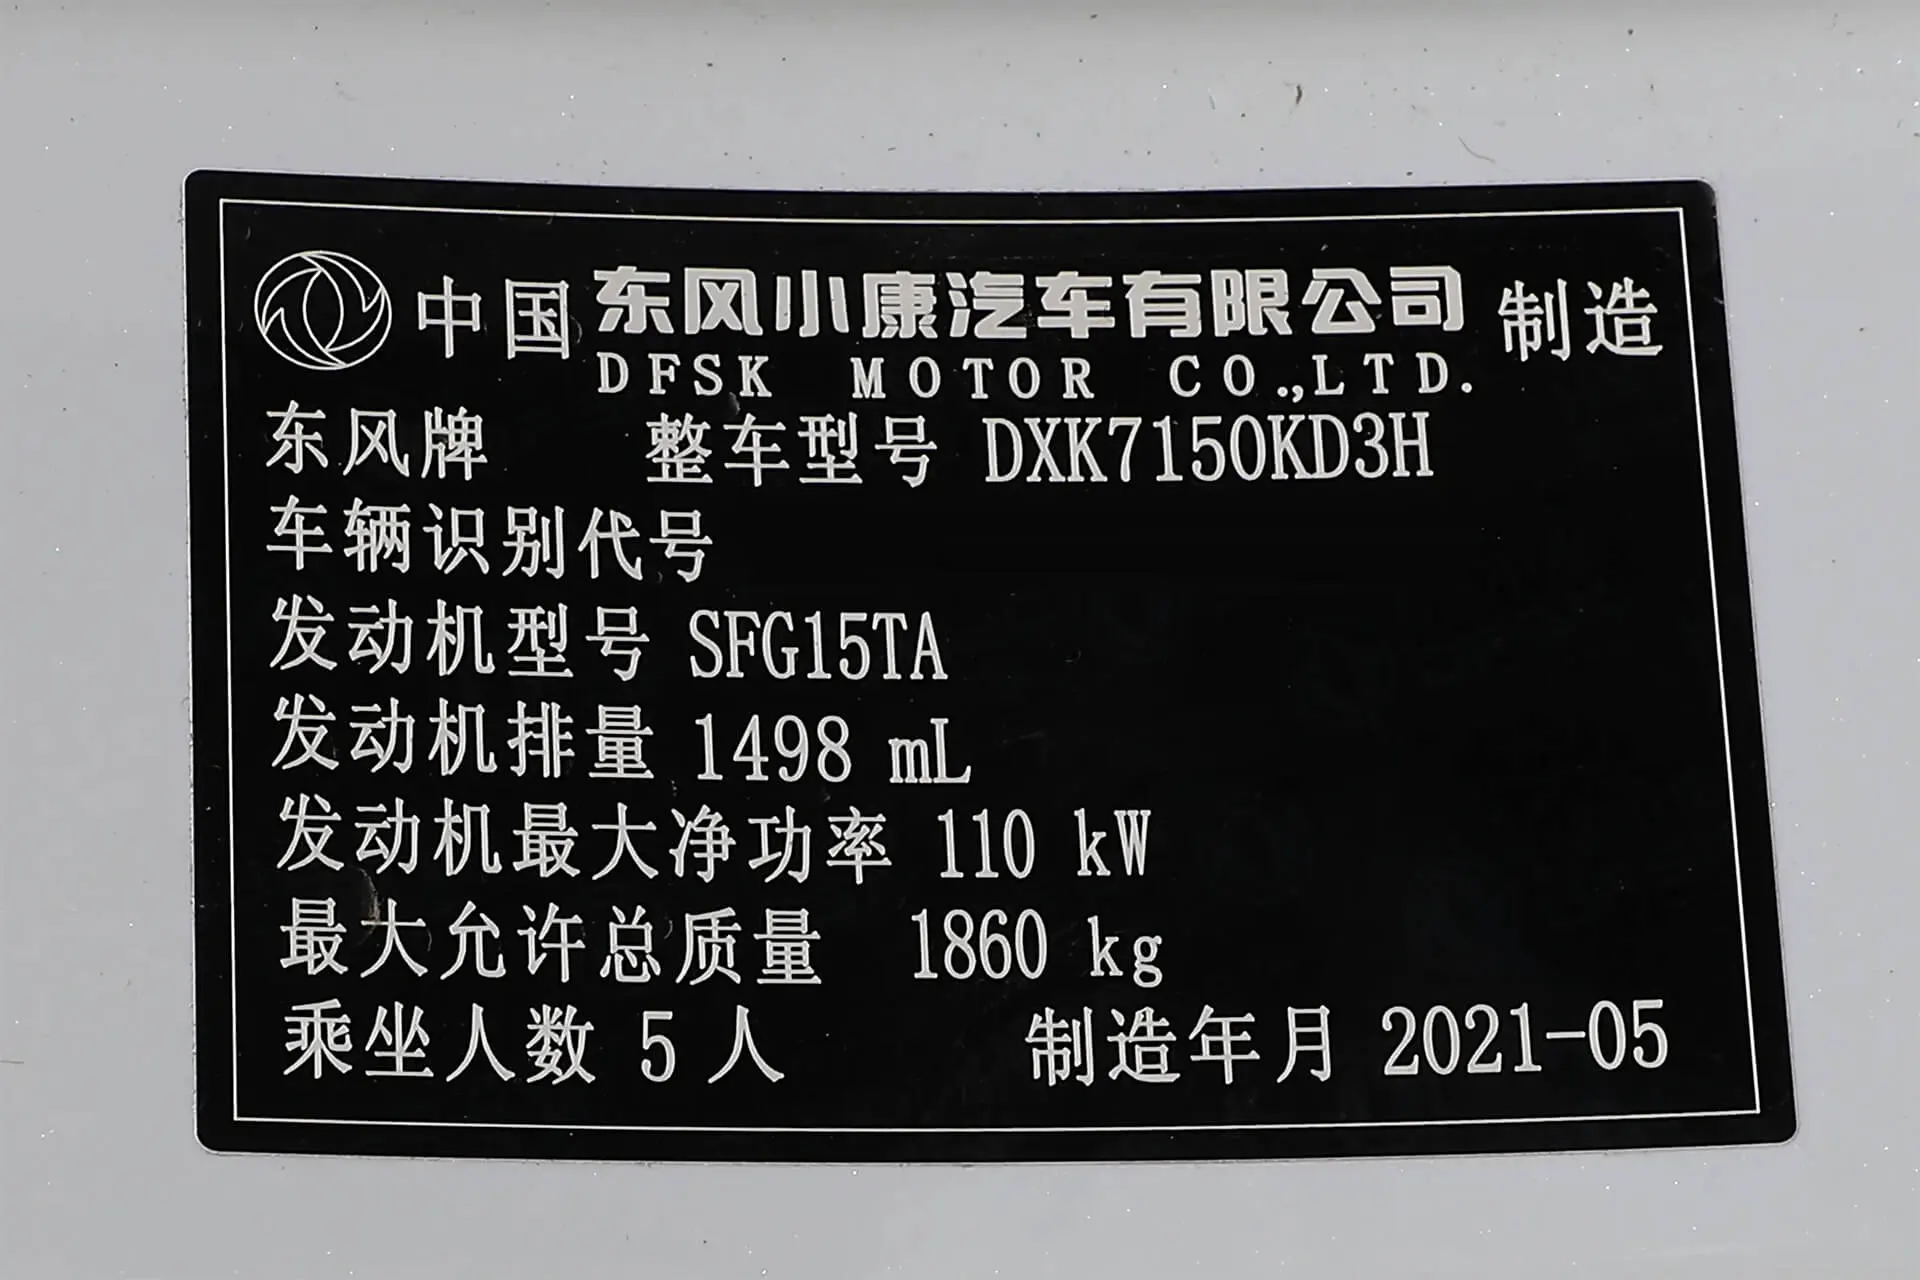 中国 东风小康汽车有限公司 制造
DFSK MOTOR CO.,LTD.
东风牌 整车型号 DXK7150KD3H
车辆识别代号
发动机型号 SFG15TA
发动机排量 1498 mL
发动机最大净功率 110 kW
最大允许总质量 1860 kg
乘坐人数 5 人 制造年月 2021-05